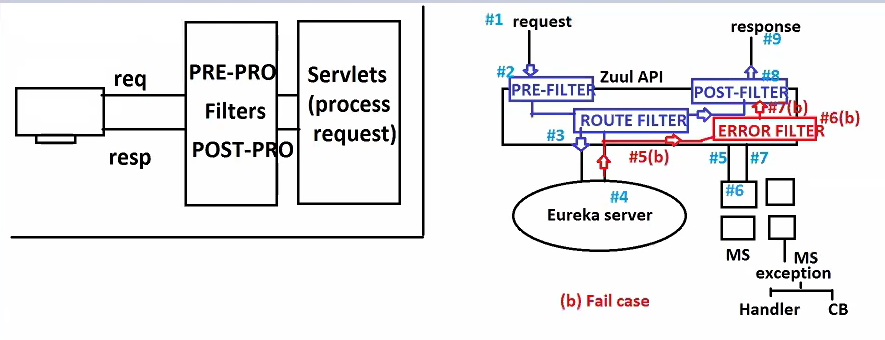 req
resp
PRE-PRO
Filters
POST-PRO
Servlets
(process
request)
#1 request
response
#9
#2
PRE-FILTER
Zuul API
#8
POST-FILTER
#7(b)
ROUTE FILTER
ERROR FILTER
#6(b)
#3
#5(b)
#5
#7
#4
Eureka server
#6
MS
MS
exception
Handler
CB
(b) Fail case